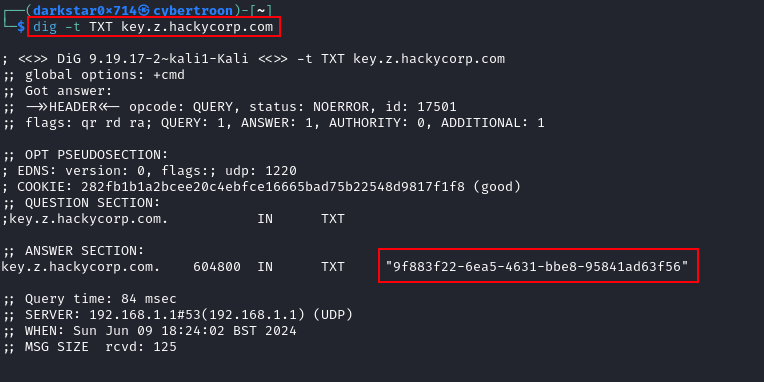 ┌──(darkstar0×714㉿cybertroon)-[~]
└─$ dig -t TXT key.z.hackycorp.com
; <<>> DiG 9.19.17-2~kali1-Kali <<>> -t TXT key.z.hackycorp.com
;; global options: +cmd
;; Got answer:
;; ->>HEADER<<- opcode: QUERY, status: NOERROR, id: 17501
;; flags: qr rd ra; QUERY: 1, ANSWER: 1, AUTHORITY: 0, ADDITIONAL: 1
;; OPT PSEUDOSECTION:
; EDNS: version: 0, flags:; udp: 1220
; COOKIE: 282fb1b1a2bcee20c4ebfce16665bad75b22548d9817f1f8 (good)
;; QUESTION SECTION:
;key.z.hackycorp.com. IN TXT
;; ANSWER SECTION:
key.z.hackycorp.com. 604800 IN TXT "9f883f22-6ea5-4631-bbe8-95841ad63f56"
;; Query time: 84 msec
;; SERVER: 192.168.1.1#53(192.168.1.1) (UDP)
;; WHEN: Sun Jun 09 18:24:02 BST 2024
;; MSG SIZE rcvd: 125